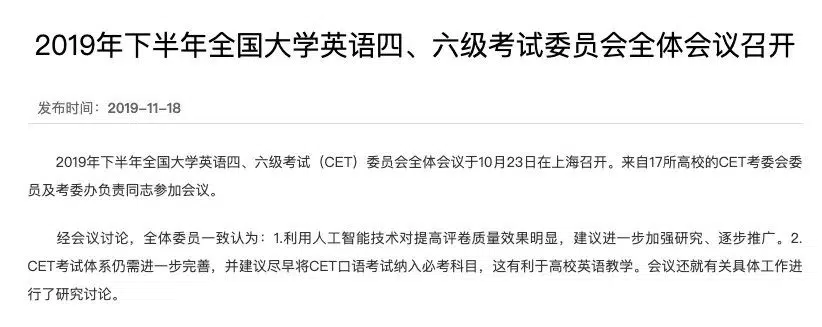 2019年下半年全国大学英语四、六级考试委员会全体会议召开
发布时间：2019-11-18
2019年下半年全国大学英语四、六级考试（CET）委员会全体会议于10月23日在上海召开。来自17所高校的CET考委会委
员及考委办负责同志参加会议。
经会议讨论，全体委员一致认为：1.利用人工智能技术对提高评卷质量效果明显，建议进一步加强研究、逐步推广。2.
CET考试体系仍需进一步完善，并建议尽早将CET口语考试纳入必考科目，这有利于高校英语教学。会议还就有关具体工作进
行了研究讨论。